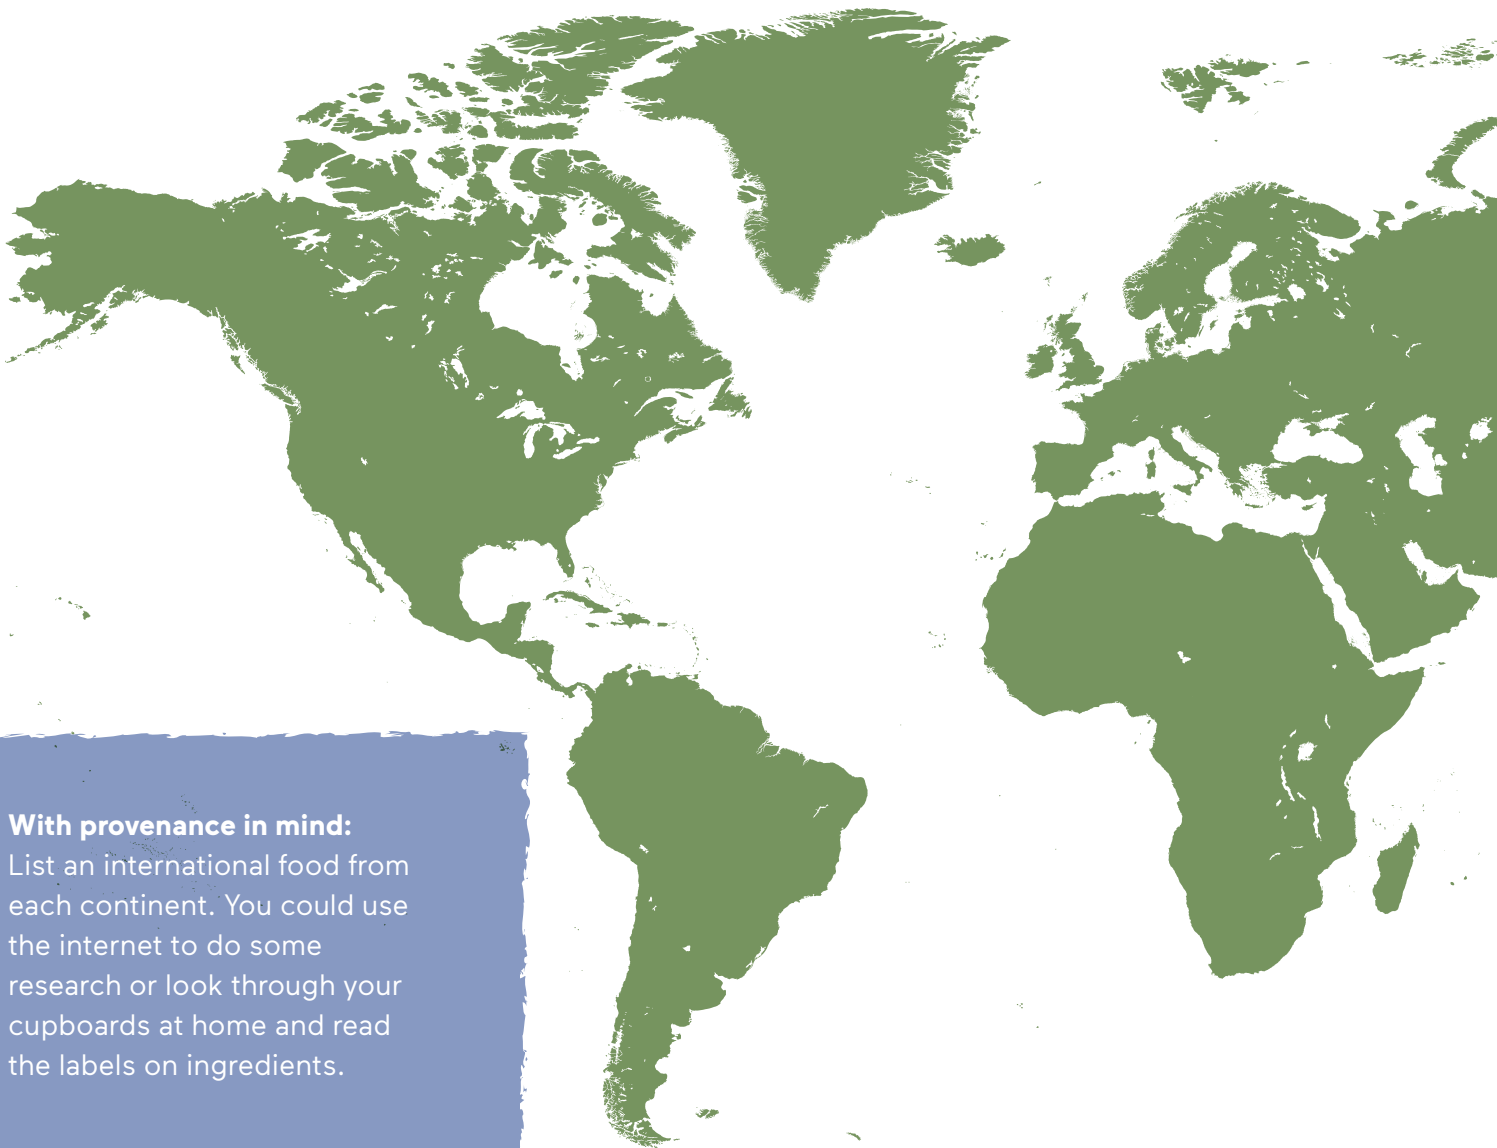 With provenance in mind:
List an international food from
each continent. You could use
the internet to do some
research or look through your
cupboards at home and read
the labels on ingredients.